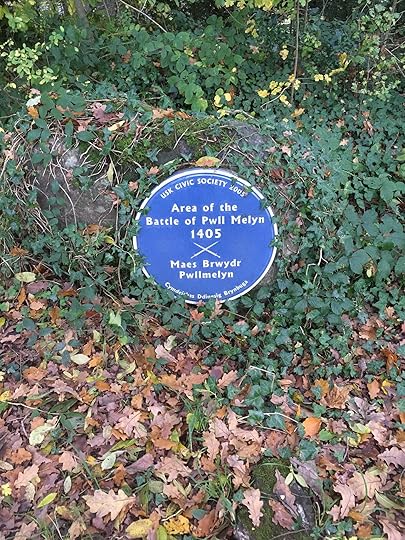 USK CIVIC SOCIETY 2005
Area of the
Battle of Pwll Melyn
1405
Maes Brwydr
Pwllmelyn
Cymdeithas Ddinesig Brynbuga